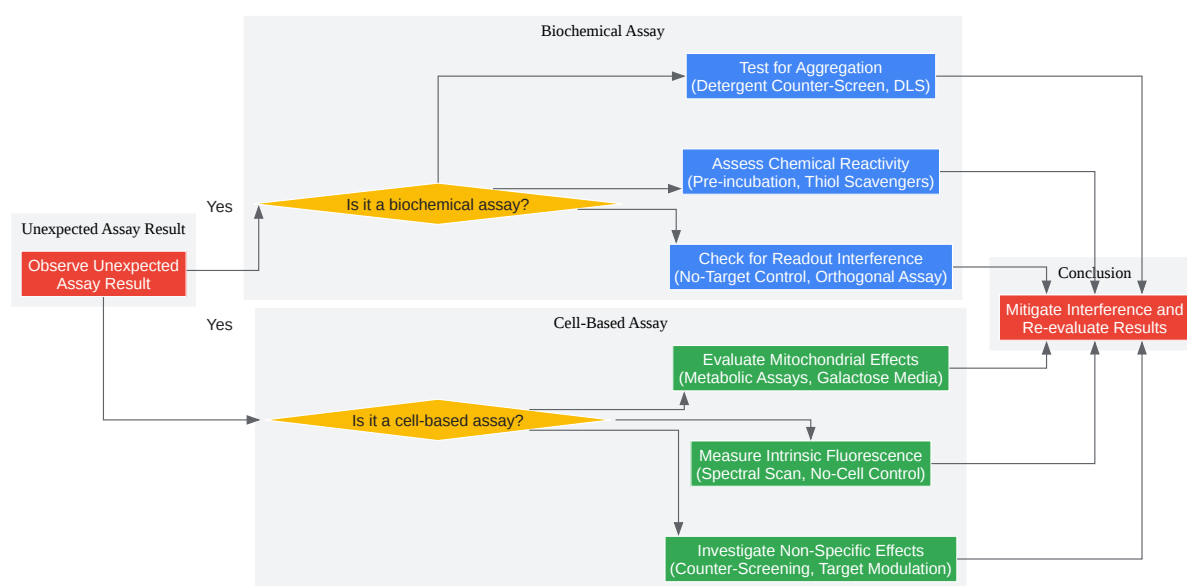 Biochemical Assay
Test for Aggregation
(Detergent Counter-Screen, DLS)
Assess Chemical Reactivity
(Pre-incubation, Thiol Scavengers)
Is it a biochemical assay?
Yes
Unexpected Assay Result
Observe Unexpected
Assay Result
Check for Readout Interference
(No-Target Control, Orthogonal Assay)
Conclusion
Mitigate Interference and
Re-evaluate Results
Yes
Cell-Based Assay
Evaluate Mitochondrial Effects
(Metabolic Assays, Galactose Media)
Is it a cell-based assay?
Measure Intrinsic Fluorescence
(Spectral Scan, No-Cell Control)
Investigate Non-Specific Effects
(Counter-Screening, Target Modulation)